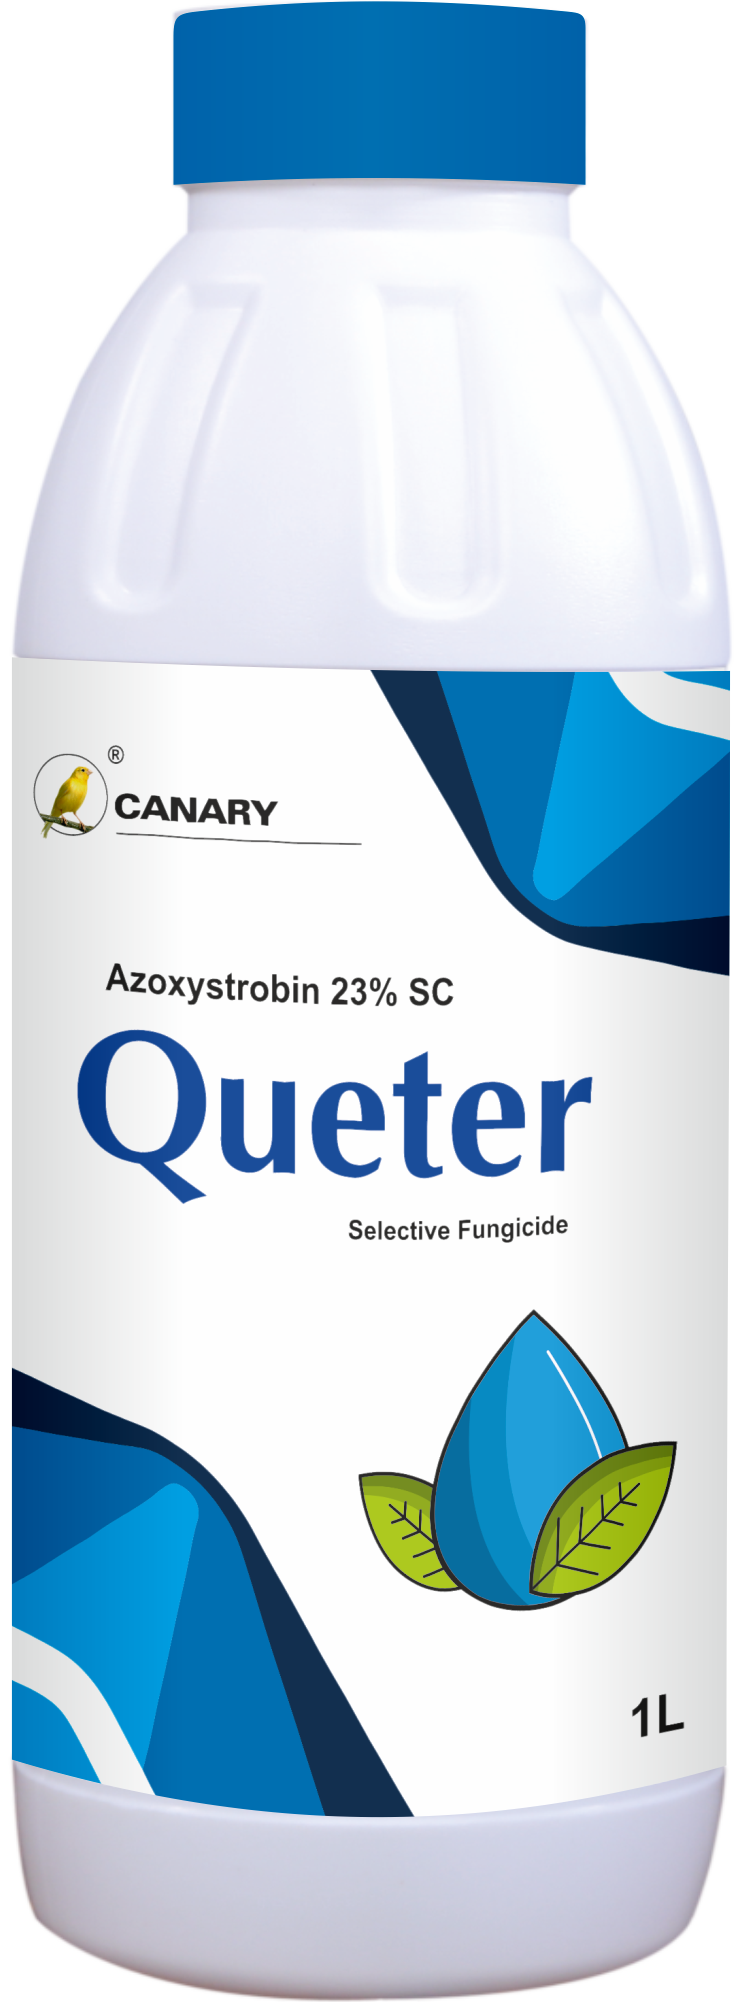 ®
CANARY
Azoxystrobin 23% SC
Queter
Selective Fungicide
1L